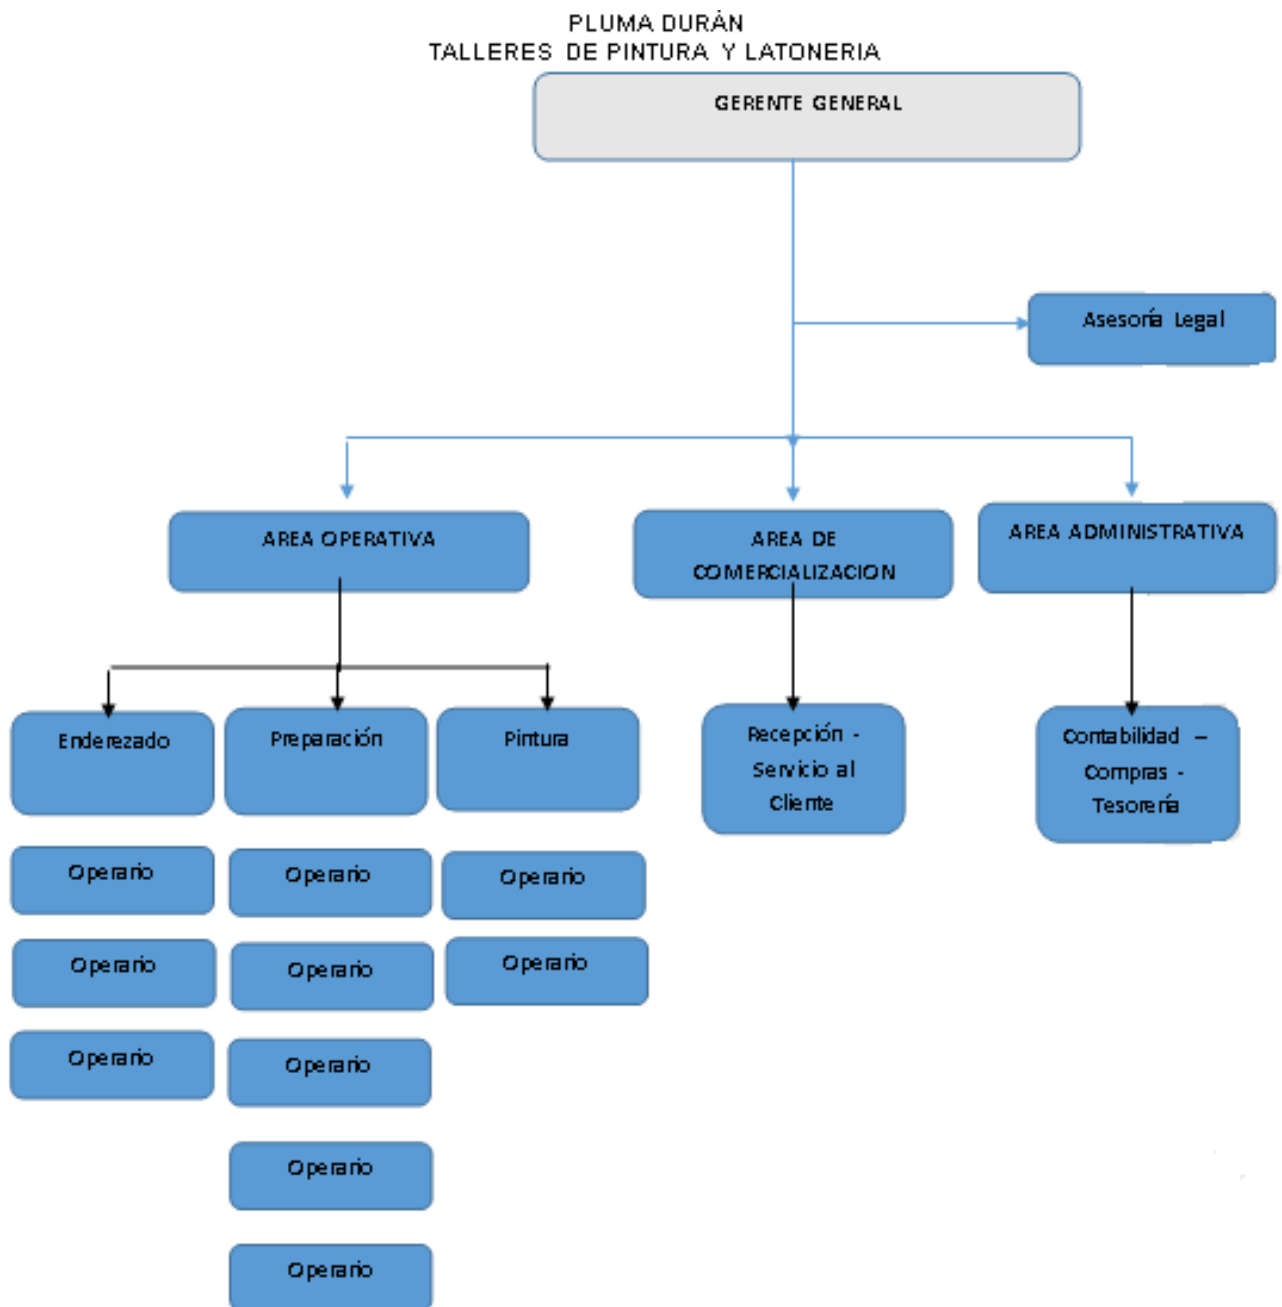 PLUMA DURÁN
TALLERES DE PINTURA Y LATONERIA
GERENTE GENERAL
Asesoría Legal
AREA OPERATIVA
AREA DE
COMERCIALIZACION
AREA ADMINISTRATIVA
Enderezado
Preparación
Pintura
Recepción -
Servicio al
Cliente
Contabilidad –
Compras -
Tesorería
Operario
Operario
Operario
Operario
Operario
Operario
Operario
Operario
Operario
Operario